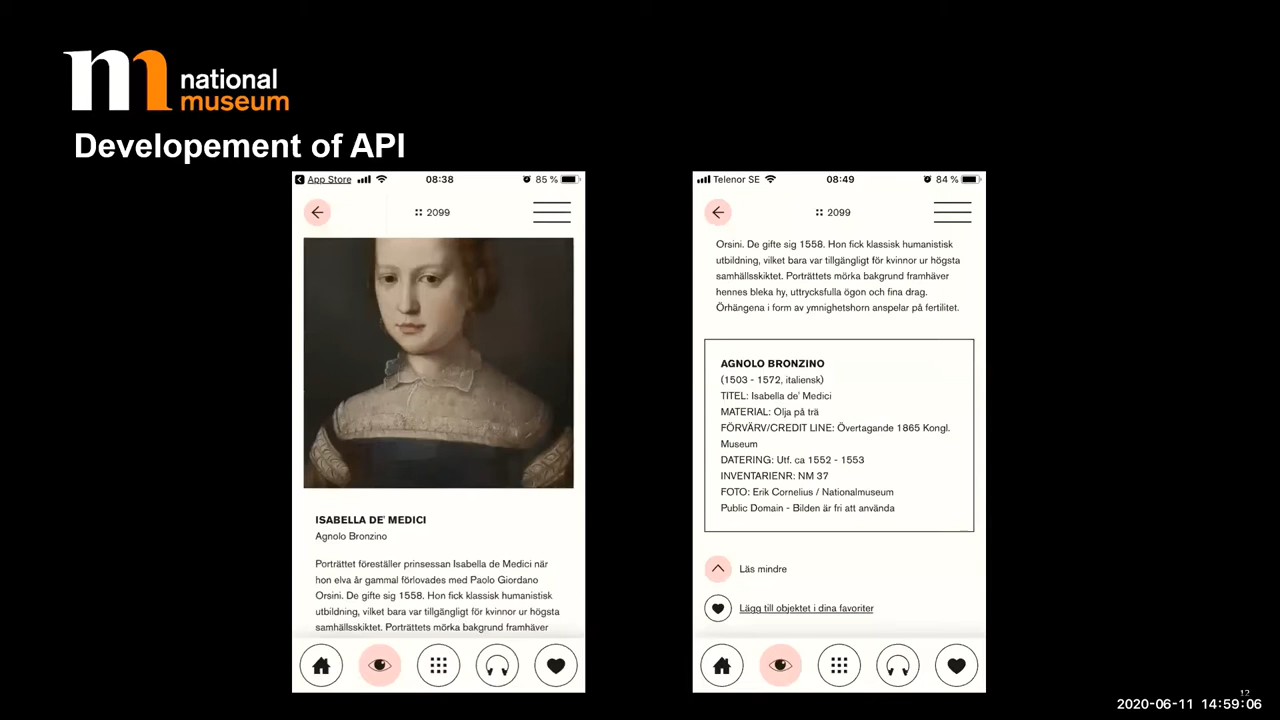 national
museum
Developement of API
App Store 08:38 85 %
2099
ISABELLA DE' MEDICI
Agnolo Bronzino
Porträttet föreställer prinsessan Isabella de Medici när
hon elva år gammal förlovades med Paolo Giordano
Orsini. De gifte sig 1558. Hon fick klassisk humanistisk
utbildning, vilket bara var tillgängligt för kvinnor ur högsta
samhällsskiktet. Porträttets mörka bakgrund framhäver
Telenor SE 08:49 84 %
2099
Orsini. De gifte sig 1558. Hon fick klassisk humanistisk
utbildning, vilket bara var tillgängligt för kvinnor ur högsta
samhällsskiktet. Porträttets mörka bakgrund framhäver
hennes bleka hy, uttrycksfulla ögon och fina drag.
Örhängena i form av ymnighetshorn anspelar på fertilitet.
AGNOLO BRONZINO
(1503 - 1572, italiensk)
TITEL: Isabella de' Medici
MATERIAL: Olja på trä
FÖRVÄRV/CREDIT LINE: Övertagande 1865 Kongl.
Museum
DATERING: Utf. ca 1552 - 1553
INVENTARIENR: NM 37
FOTO: Erik Cornelius / Nationalmuseum
Public Domain - Bilden är fri att använda
Läs mindre
Lägg till objektet i dina favoriter
12
2020-06-11 14:59:06